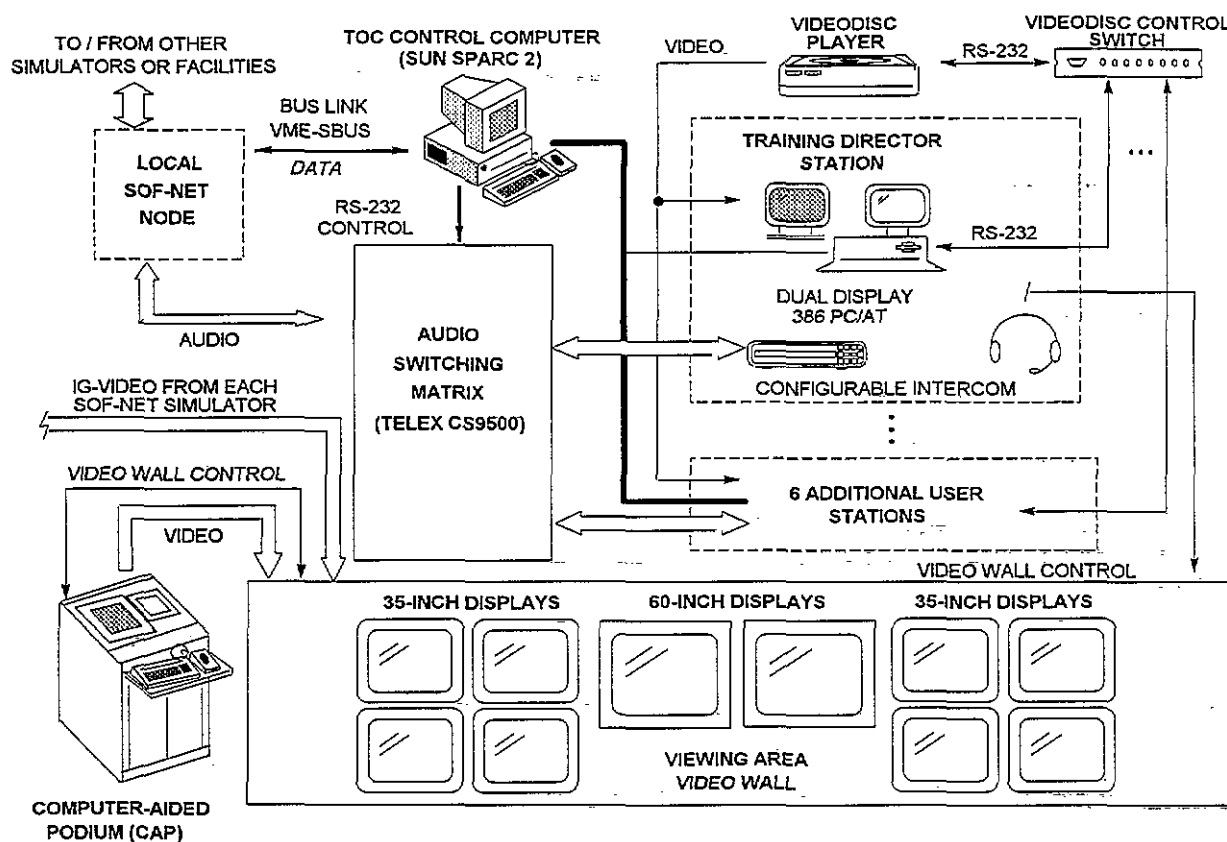 TO / FROM OTHER
SIMULATORS OR FACILITIES
TOC CONTROL COMPUTER
(SUN SPARC 2)
VIDEO
VIDEODISC
PLAYER
RS-232
VIDEODISC CONTROL
SWITCH
BUS LINK
VME-SBUS
DATA
LOCAL
SOF-NET
NODE
RS-232
CONTROL
TRAINING DIRECTOR
STATION
RS-232
DUAL DISPLAY
386 PC/AT
CONFIGURABLE INTERCOM
AUDIO
AUDIO
SWITCHING
MATRIX
(TELEX CS9500)
IG-VIDEO FROM EACH
SOF-NET SIMULATOR
VIDEO WALL CONTROL
VIDEO
6 ADDITIONAL USER
STATIONS
VIDEO WALL CONTROL
35-INCH DISPLAYS
60-INCH DISPLAYS
35-INCH DISPLAYS
VIEWING AREA
VIDEO WALL
COMPUTER-AIDED
PODIUM (CAP)